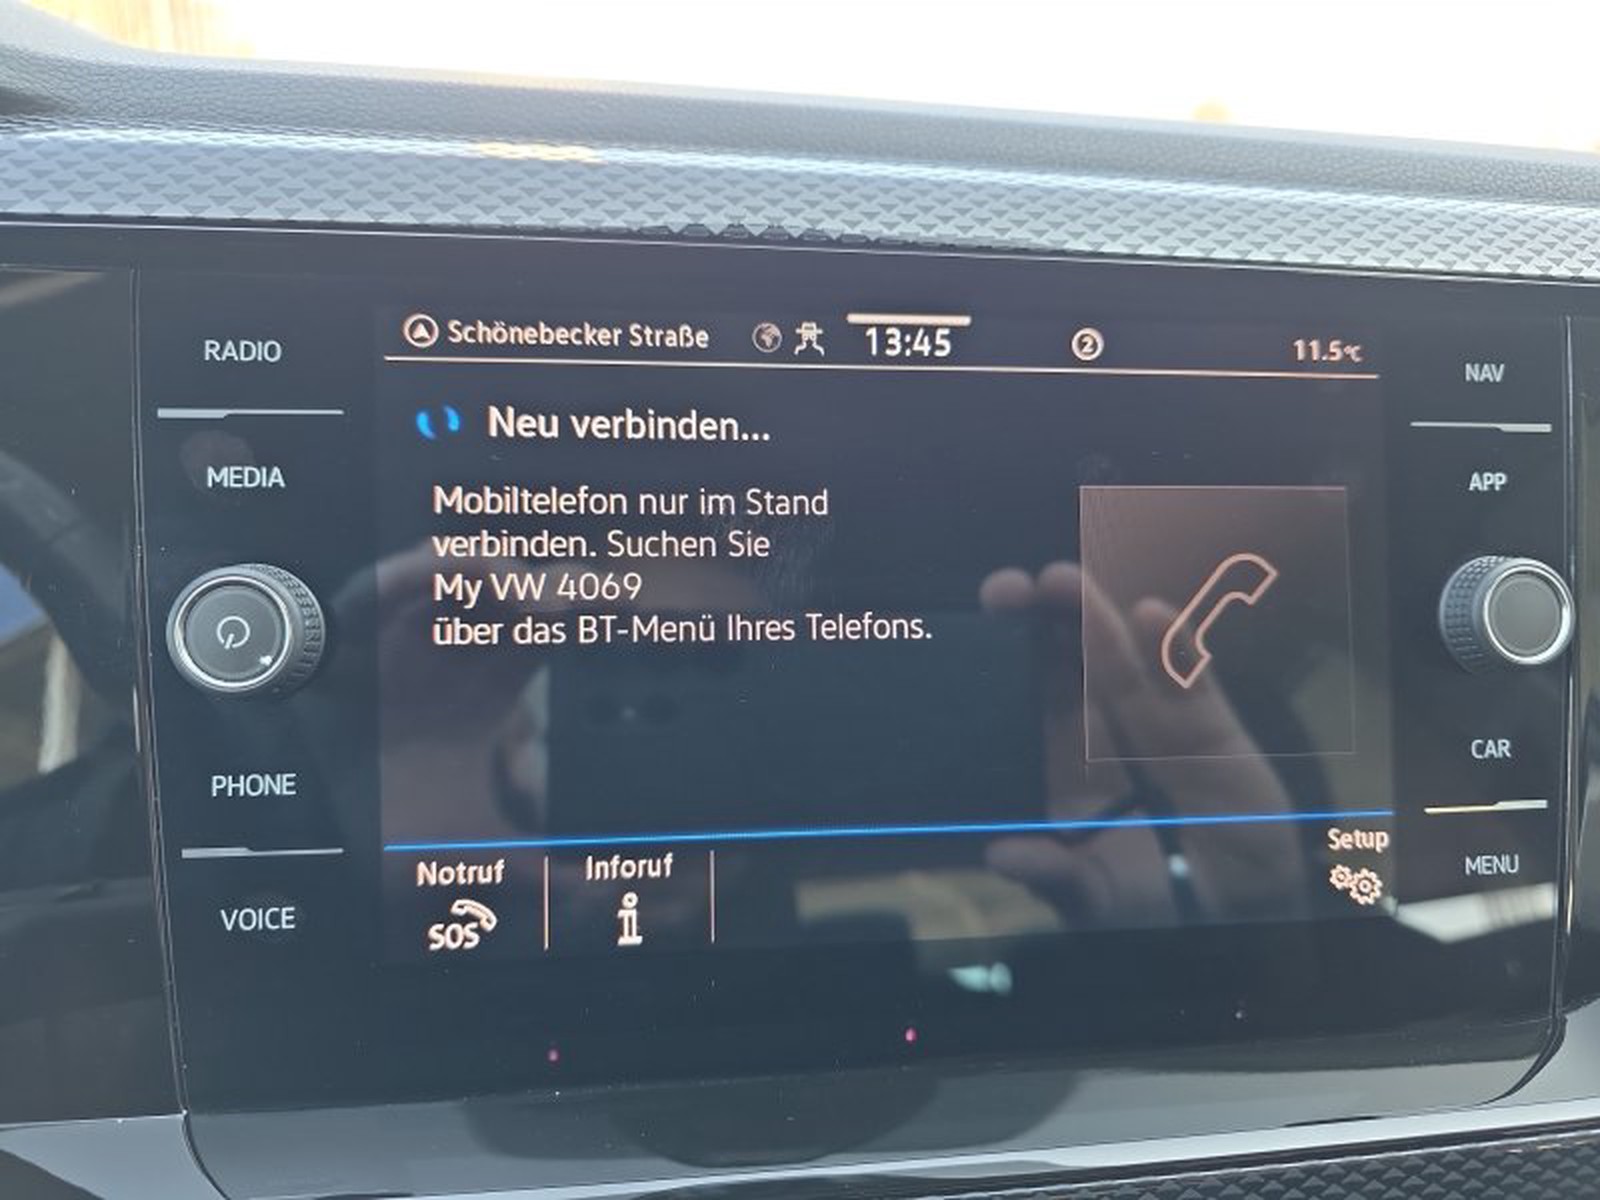 RADIO
MEDIA
PHONE
VOICE
Schönebecker Straße
13:45
2
11.5°C
Neu verbinden...
Mobiltelefon nur im Stand
verbinden. Suchen Sie
My VW 4069
über das BT-Menü Ihres Telefons.
Notruf
SOS
Inforuf
i
Setup
NAV
APP
CAR
MENU